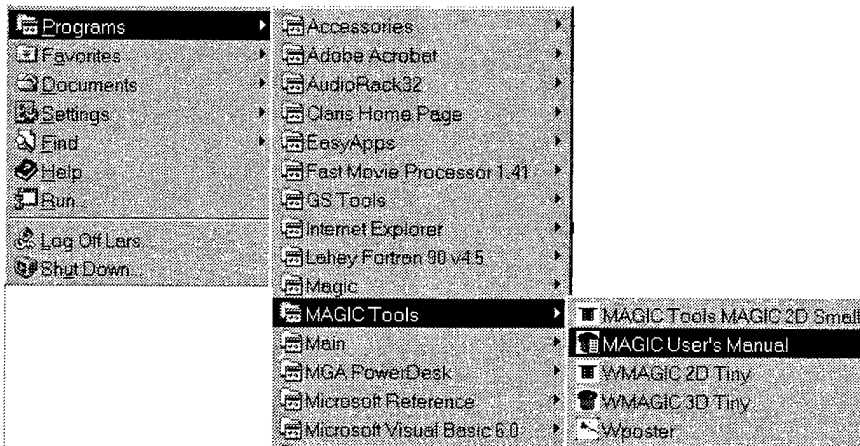 Programs
Favorites
Documents
Settings
Find
Help
Run...
Log Off Lars...
Shut Down...
Accessories
Adobe Acrobat
AudioRack32
Claris Home Page
EasyApps
Fast Movie Processor 1.41
GS Tools
Internet Explorer
Lahey Fortran 90 v4.5
Magic
MAGIC Tools
Main
MGA PowerDesk
Microsoft Reference
Microsoft Visual Basic 6.0
MAGIC Tools MAGIC 2D Small
MAGIC User's Manual
WMAGIC 2D Tiny
WMAGIC 3D Tiny
Wposter